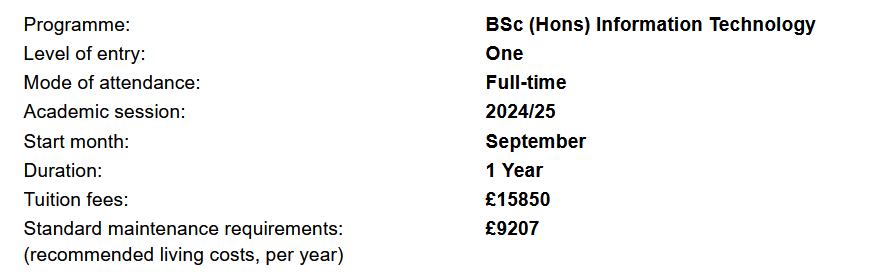 Programme: BSc (Hons) Information Technology
Level of entry: One
Mode of attendance: Full-time
Academic session: 2024/25
Start month: September
Duration: 1 Year
Tuition fees: £15850
Standard maintenance requirements: £9207
(recommended living costs, per year)